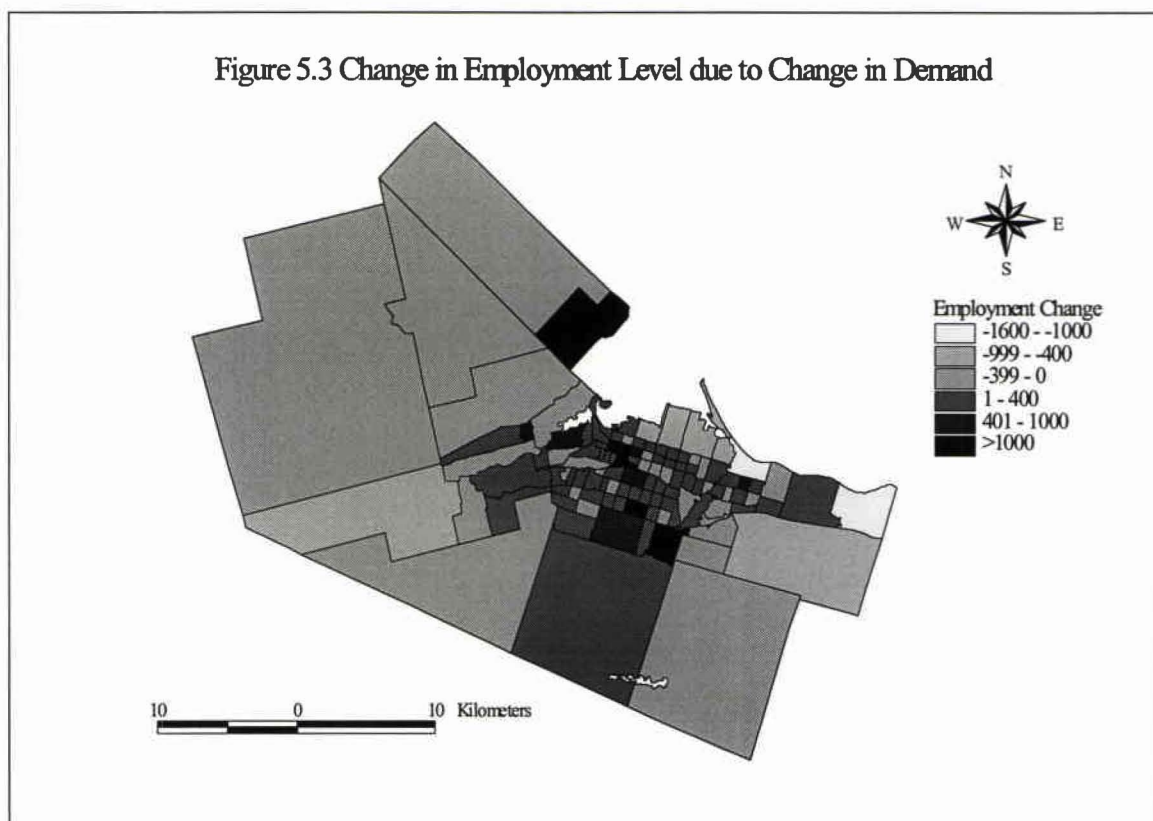 Figure 5.3 Change in Employment Level due to Change in Demand
N
W E
S
Employment Change
-1600 - -1000
-999 - -400
-399 - 0
1 - 400
401 - 1000
>1000
10 0 10 Kilometers